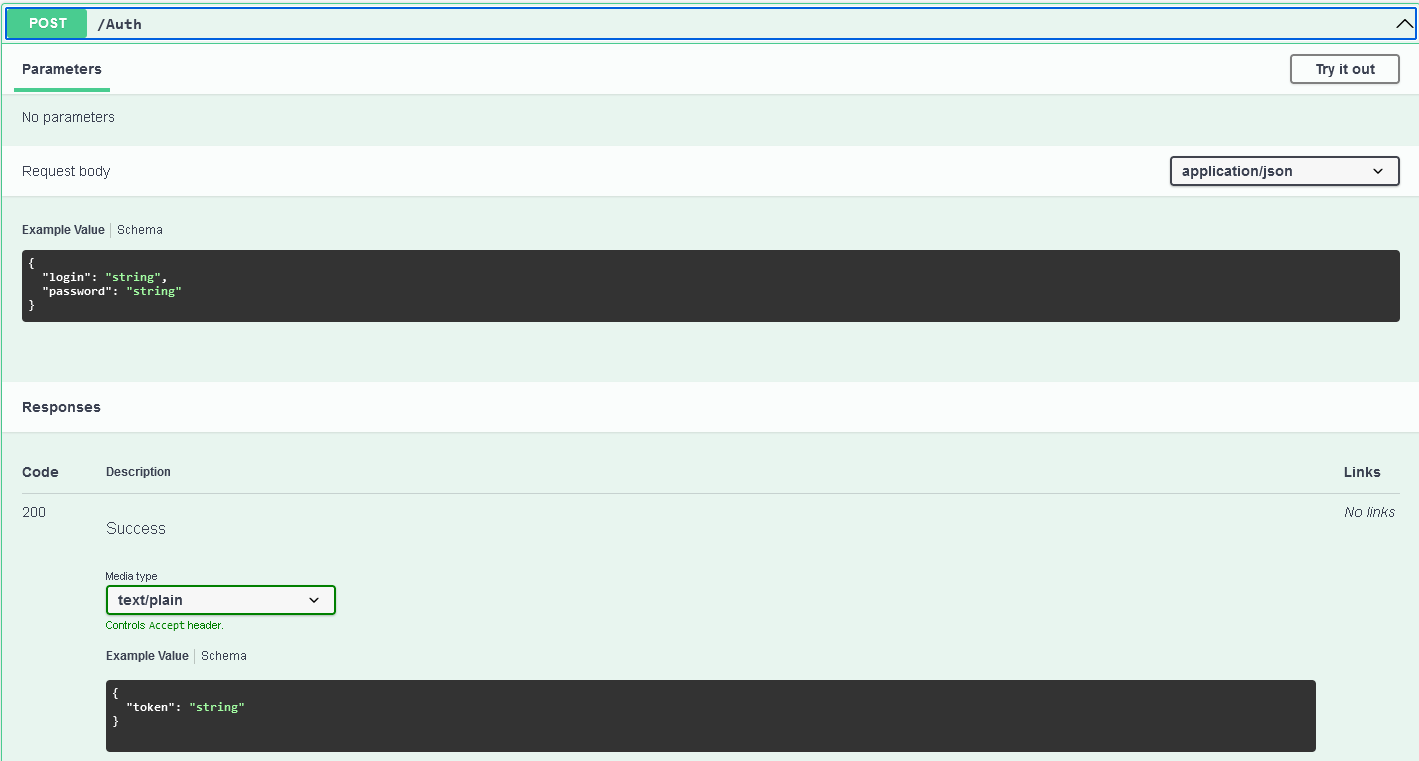 POST /Auth
Parameters
Try it out
No parameters
Request body
application/json
Example Value Schema
{
  "login": "string",
  "password": "string"
}
Responses
Code Description Links
200 Success No links
Media type
text/plain
Controls Accept header.
Example Value Schema
{
  "token": "string"
}